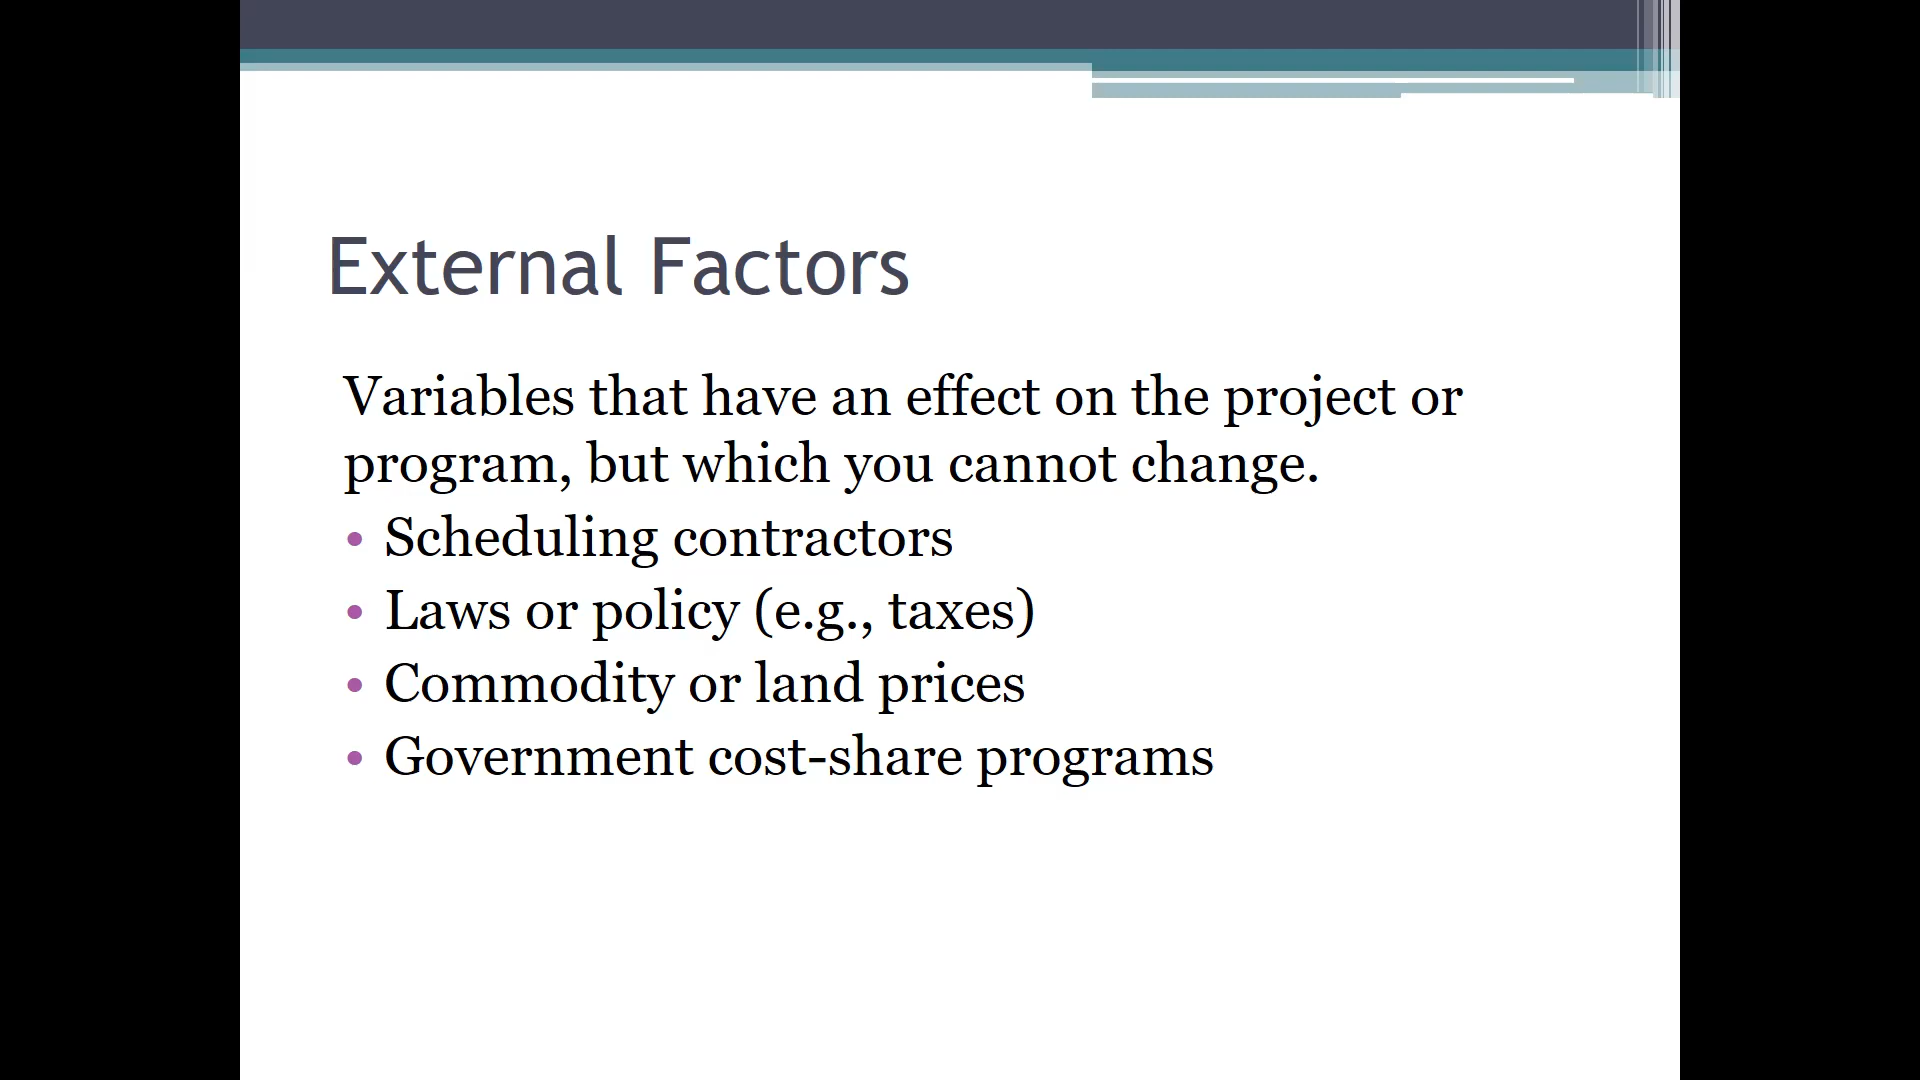 External Factors
Variables that have an effect on the project or
program, but which you cannot change.
• Scheduling contractors
• Laws or policy (e.g., taxes)
• Commodity or land prices
• Government cost-share programs